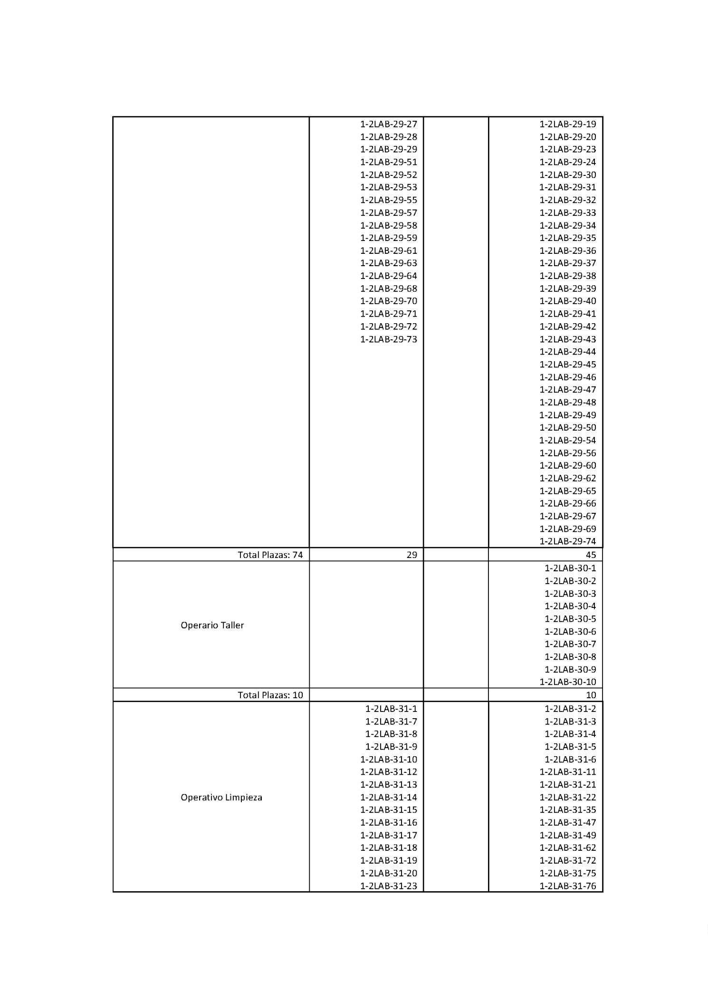 1-2LAB-29-27 1-2LAB-29-19
1-2LAB-29-28 1-2LAB-29-20
1-2LAB-29-29 1-2LAB-29-23
1-2LAB-29-51 1-2LAB-29-24
1-2LAB-29-52 1-2LAB-29-30
1-2LAB-29-53 1-2LAB-29-31
1-2LAB-29-55 1-2LAB-29-32
1-2LAB-29-57 1-2LAB-29-33
1-2LAB-29-58 1-2LAB-29-34
1-2LAB-29-59 1-2LAB-29-35
1-2LAB-29-61 1-2LAB-29-36
1-2LAB-29-63 1-2LAB-29-37
1-2LAB-29-64 1-2LAB-29-38
1-2LAB-29-68 1-2LAB-29-39
1-2LAB-29-70 1-2LAB-29-40
1-2LAB-29-71 1-2LAB-29-41
1-2LAB-29-72 1-2LAB-29-42
1-2LAB-29-73 1-2LAB-29-43
1-2LAB-29-44
1-2LAB-29-45
1-2LAB-29-46
1-2LAB-29-47
1-2LAB-29-48
1-2LAB-29-49
1-2LAB-29-50
1-2LAB-29-54
1-2LAB-29-56
1-2LAB-29-60
1-2LAB-29-62
1-2LAB-29-65
1-2LAB-29-66
1-2LAB-29-67
1-2LAB-29-69
1-2LAB-29-74
Total Plazas: 74 29 45
1-2LAB-30-1
1-2LAB-30-2
1-2LAB-30-3
1-2LAB-30-4
1-2LAB-30-5
Operario Taller
1-2LAB-30-6
1-2LAB-30-7
1-2LAB-30-8
1-2LAB-30-9
1-2LAB-30-10
Total Plazas: 10 10
1-2LAB-31-1 1-2LAB-31-2
1-2LAB-31-7 1-2LAB-31-3
1-2LAB-31-8 1-2LAB-31-4
1-2LAB-31-9 1-2LAB-31-5
1-2LAB-31-10 1-2LAB-31-6
1-2LAB-31-12 1-2LAB-31-11
1-2LAB-31-13 1-2LAB-31-21
Operativo Limpieza 1-2LAB-31-14 1-2LAB-31-22
1-2LAB-31-15 1-2LAB-31-35
1-2LAB-31-16 1-2LAB-31-47
1-2LAB-31-17 1-2LAB-31-49
1-2LAB-31-18 1-2LAB-31-62
1-2LAB-31-19 1-2LAB-31-72
1-2LAB-31-20 1-2LAB-31-75
1-2LAB-31-23 1-2LAB-31-76